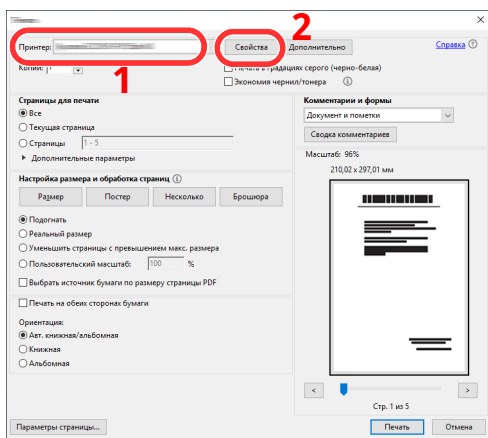 2
Принтер:
Свойства
Дополнительно
Справка
1
Копии: 1
Печать в градациях серого (черно-белая)
Экономия чернил/тонера
Страницы для печати
Все
Текущая страница
Страницы 1 - 5
Дополнительные параметры
Настройка размера и обработка страниц
Размер
Постер
Несколько
Брошюра
Подогнать
Реальный размер
Уменьшить страницы с превышением макс. размера
Пользовательский масштаб: 100 %
Выбрать источник бумаги по размеру страницы PDF
Печать на обеих сторонах бумаги
Ориентация:
Авт. книжная/альбомная
Книжная
Альбомная
Комментарии и формы
Документ и пометки
Сводка комментариев
Масштаб: 96%
210,02 x 297,01 мм
<
>
Стр. 1 из 5
Параметры страницы...
Печать
Отмена